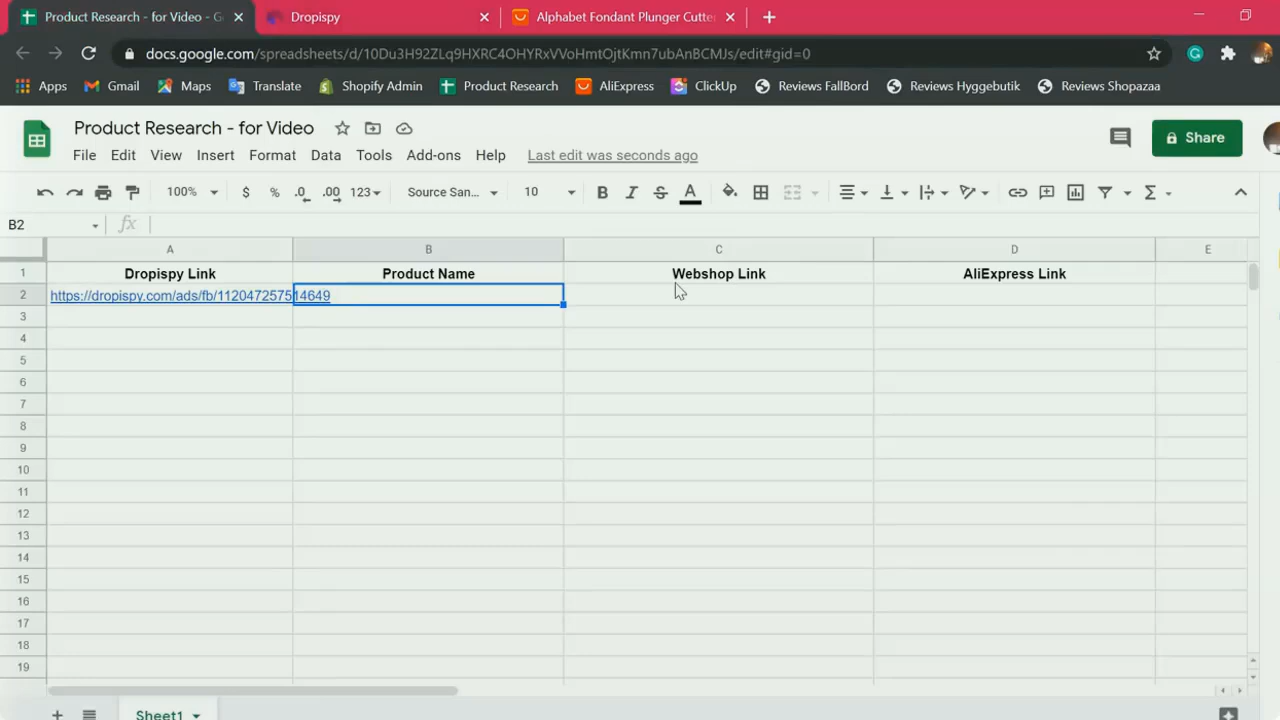 Product Research - for Video - G
Dropispy
Alphabet Fondant Plunger Cutte
docs.google.com/spreadsheets/d/10Du3H92ZLq9HXRC4OHYRxVVoHmtOjtKmn7ubAnBCMJs/edit#gid=0
Apps Gmail Maps Translate Shopify Admin Product Research AliExpress ClickUp Reviews FallBord Reviews Hyggebutik Reviews Shopazaa
Product Research - for Video
Share
File Edit View Insert Format Data Tools Add-ons Help Last edit was seconds ago
100% $ % .0 .00 123 Source San... 10 B I S A Σ
B2 fx
A B C D E
1 Dropispy Link Product Name Webshop Link AliExpress Link
2 https://dropispy.com/ads/fb/112047257514649
3
4
5
6
7
8
9
10
11
12
13
14
15
16
17
18
19
Sheet1